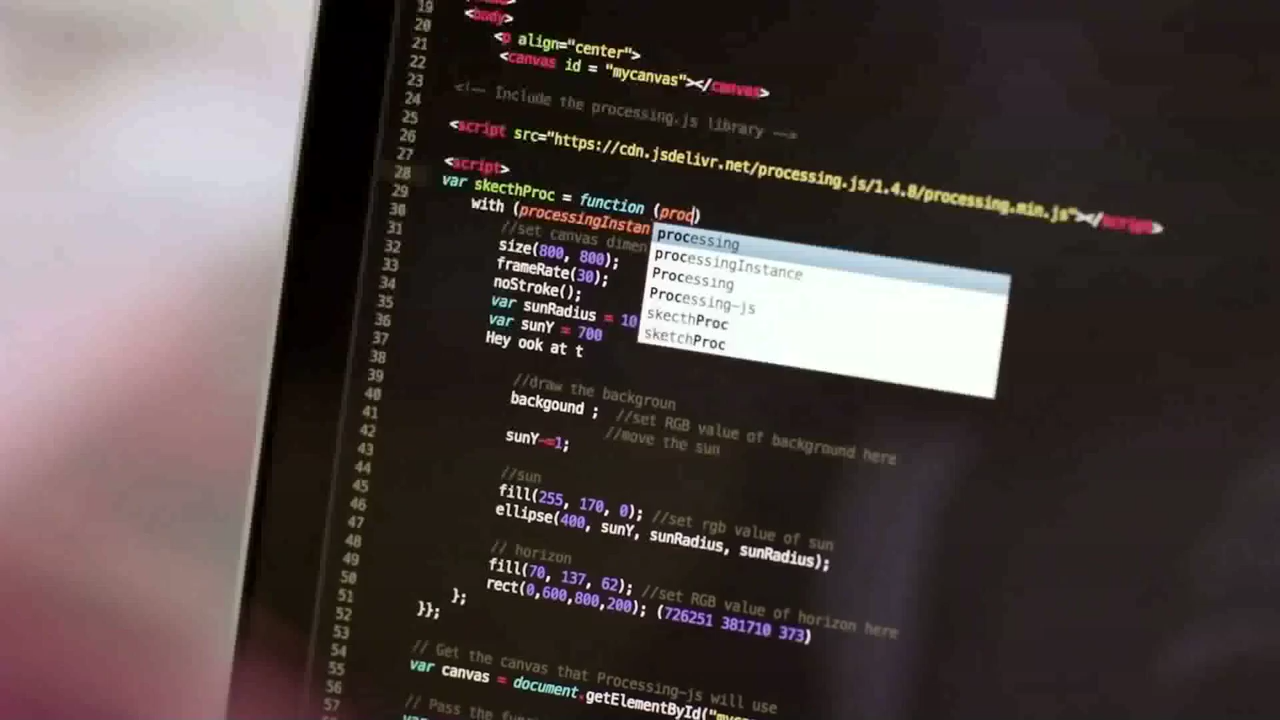 19
20 <body>
21 <p align="center">
22 <canvas id = "mycanvas"></canvas>
23
24 <!-- Include the processing.js library -->
25
26 <script src="https://cdn.jsdelivr.net/processing.js/1.4.8/processing.min.js"></script>
27
28 <script>
29 var skecthProc = function (proc)
30 with (processingInstan
31 //set canvas dimen
32 size(800, 800);
33 frameRate(30);
34 noStroke();
35 var sunRadius = 10
36 var sunY = 700
37 Hey ook at t
38
39 //draw the backgroun
40 backgound ; //set RGB value of background here
41
42 sunY-=1; //move the sun
43
44 //sun
45 fill(255, 170, 0); //set rgb value of sun
46 ellipse(400, sunY, sunRadius, sunRadius);
47
48 // horizon
49 fill(70, 137, 62); //set RGB value of horizon here
50 rect(0,600,800,200); (726251 381710 373)
51 };
52 }};
53
54 // Get the canvas that Processing-js will use
55 var canvas = document.getElementById("myc
56 // Pass the fun
57 var
processing
processingInstance
Processing
Processing-js
skecthProc
sketchProc